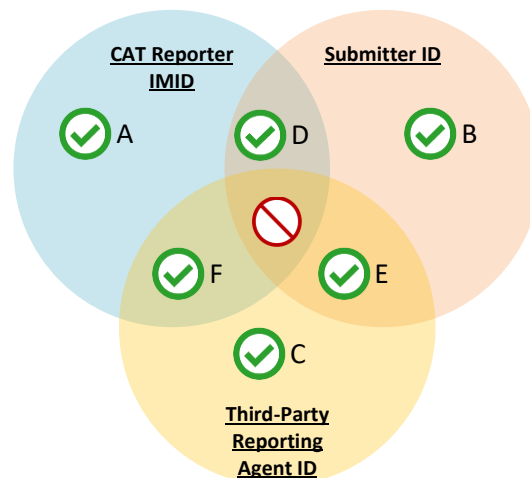 CAT Reporter
IMID
Submitter ID
A
D
B
F
E
C
Third-Party
Reporting
Agent ID